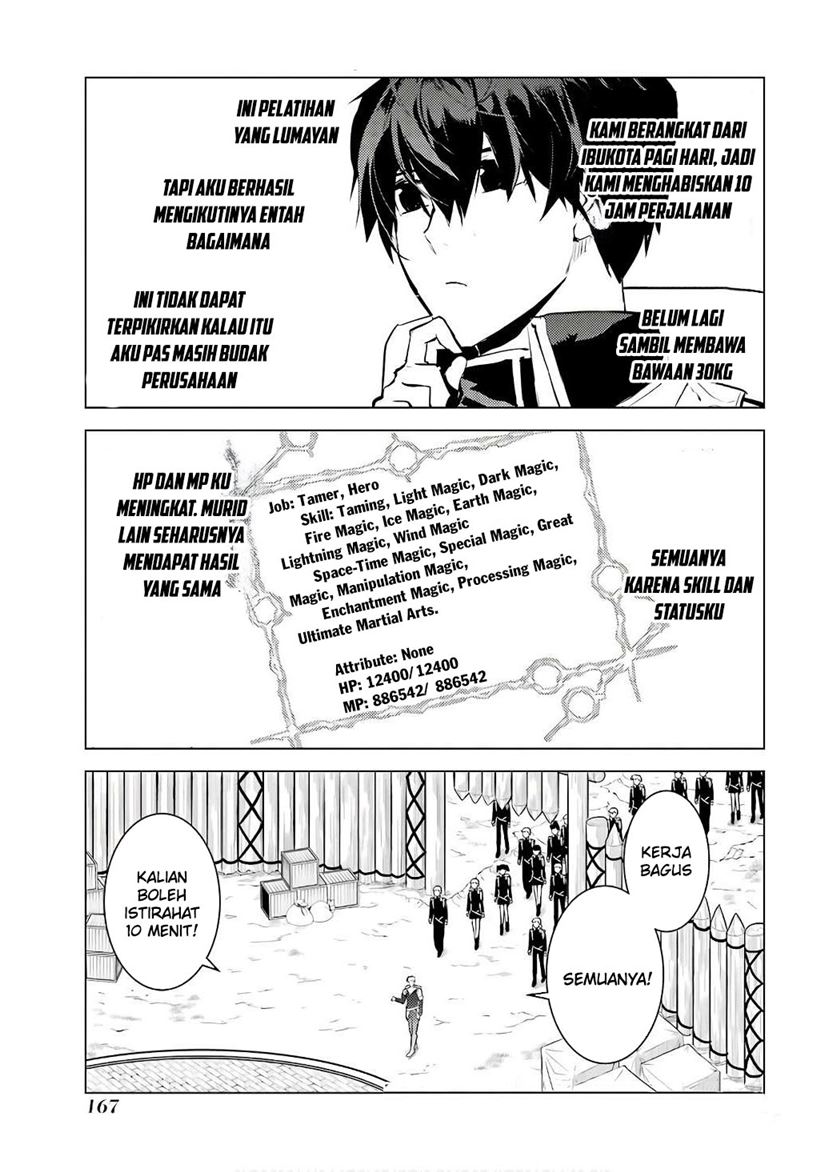 KAMI BERANGKAT DARI
IBUKOTA PAGI HARI, JADI
KAMI MENGHABISKAN 10
JAM PERJALANAN
BELUM LAGI
SAMBIL MEMBAWA
BAWAAN 30KG
INI PELATIHAN
YANG LUMAYAN
TAPI AKU BERHASIL
MENGIKUTINYA ENTAH
BAGAIMANA
INI TIDAK DAPAT
TERPIKIRKAN KALAU ITU
AKU PAS MASIH BUDAK
PERUSAHAAN
SEMUANYA
KARENA SKILL DAN
STATUSKU
Job: Tamer, Hero
Skill: Taming, Light Magic, Dark Magic,
Fire Magic, Ice Magic, Earth Magic,
Lightning Magic, Wind Magic
Space-Time Magic, Special Magic, Great
Magic, Manipulation Magic,
Enchantment Magic, Processing Magic,
Ultimate Martial Arts.
Attribute: None
HP: 12400/12400
MP: 886542/ 886542
HP DAN MP KU
MENINGKAT. MURID
LAIN SEHARUSNYA
MENDAPAT HASIL
YANG SAMA
KERJA
BAGUS
SEMUANYA!
KALIAN
BOLEH
ISTIRAHAT
10 MENIT!
167